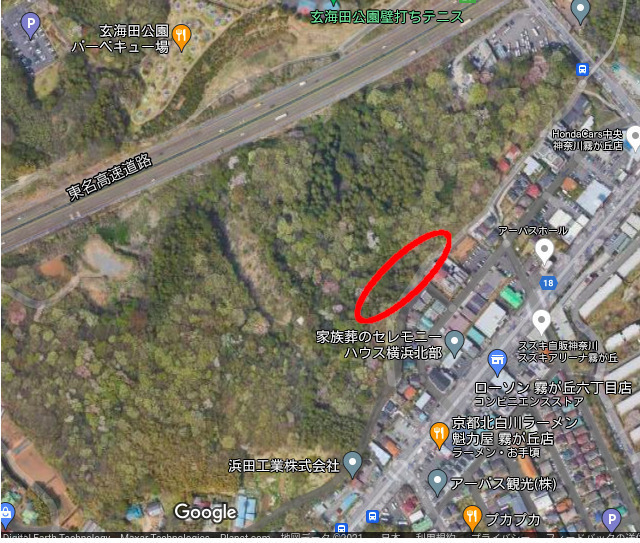 玄海田公園壁打ちテニス
玄海田公園
バーベキュー場
HondaCars中央
神奈川霧が丘店
東名高速道路
アーバスホール
18
家族葬のセレモニー
ハウス横浜北部
スズキ自販神奈川
スズキアリーナ霧が丘
ローソン 霧が丘六丁目店
コンビニエンスストア
京都北白川ラーメン
魁力屋 霧が丘店
ラーメン・お手頃
浜田工業株式会社
アーバス観光(株)
Google
プカプカ